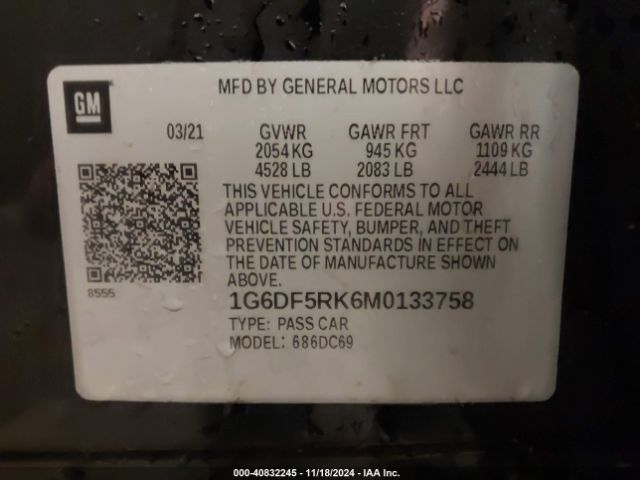 GM
MFD BY GENERAL MOTORS LLC
03/21 GVWR GAWR FRT GAWR RR
2054 KG 945 KG 1109 KG
4528 LB 2083 LB 2444 LB
THIS VEHICLE CONFORMS TO ALL
APPLICABLE U.S. FEDERAL MOTOR
VEHICLE SAFETY, BUMPER, AND THEFT
PREVENTION STANDARDS IN EFFECT ON
THE DATE OF MANUFACTURE SHOWN
ABOVE.
8555
1G6DF5RK6M0133758
TYPE: PASS CAR
MODEL: 686DC69
000-40832245 - 11/18/2024 - IAA Inc.